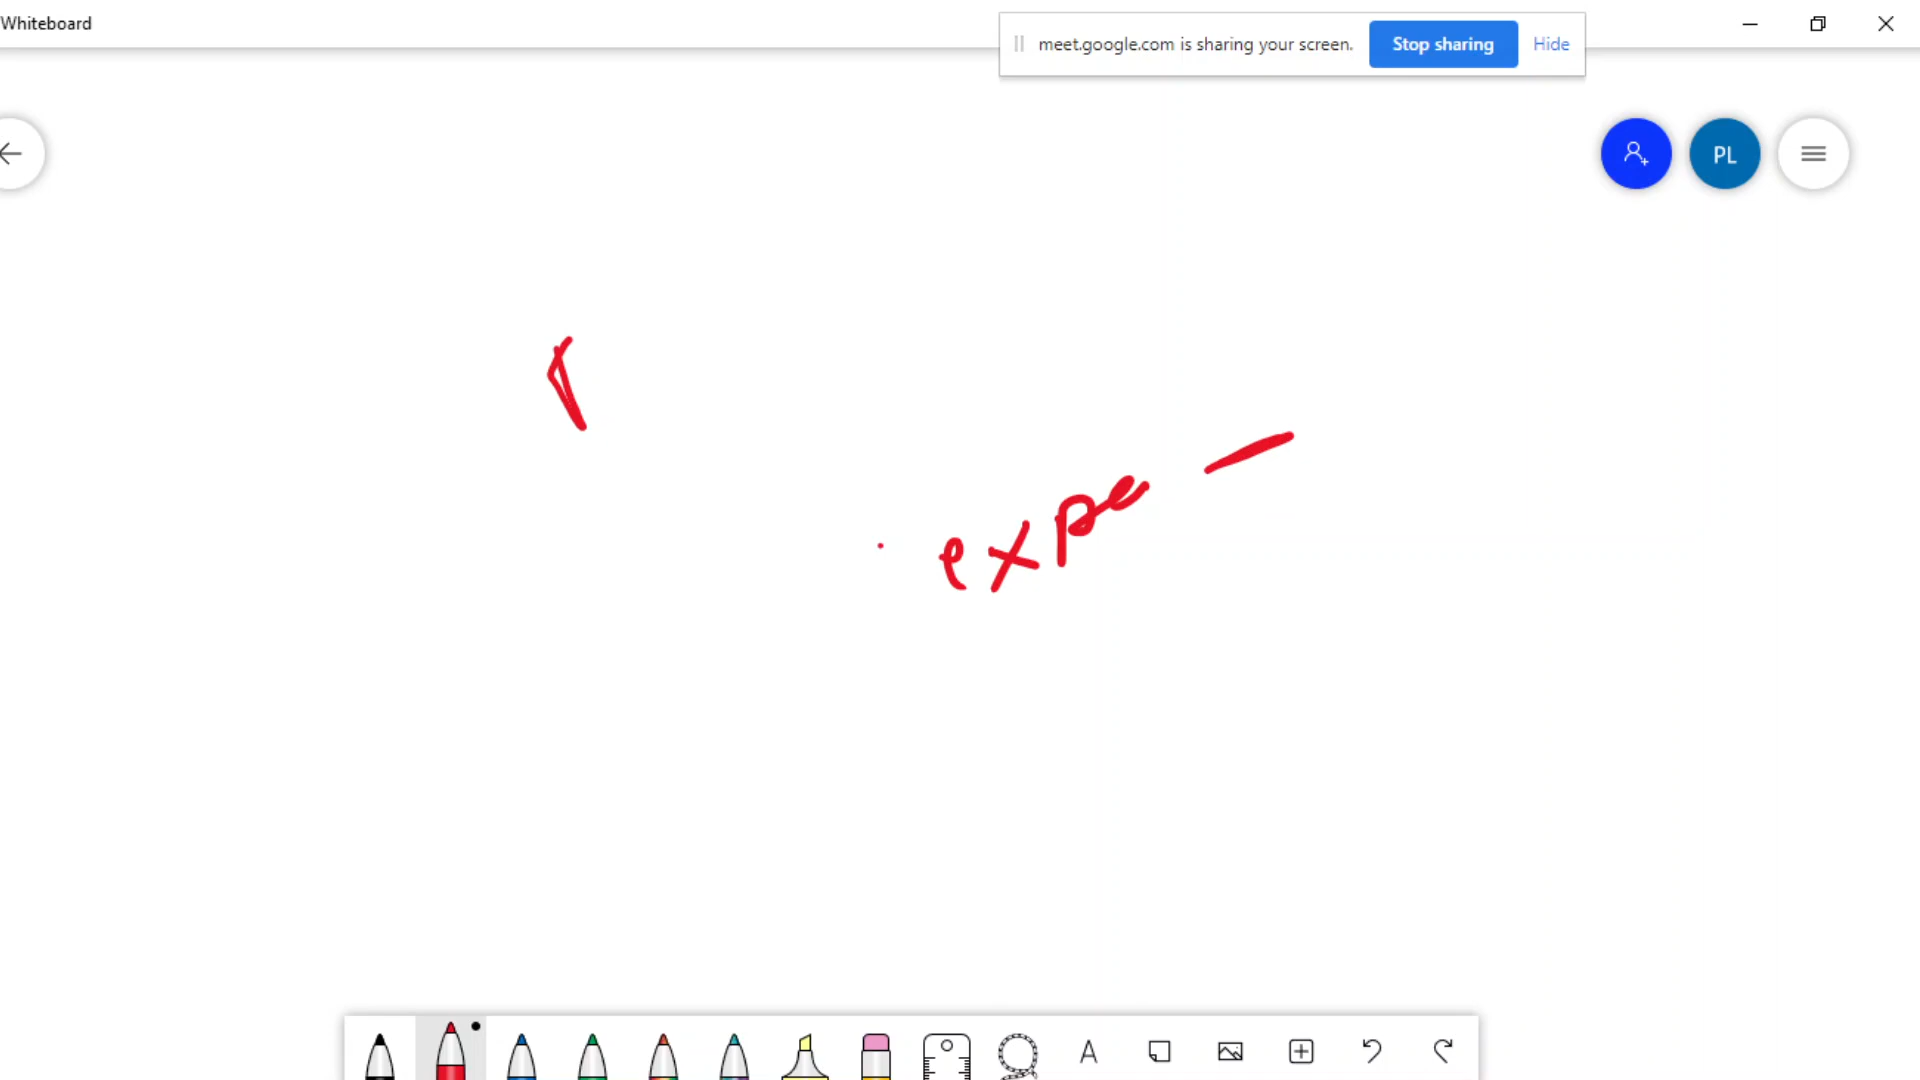 Whiteboard
meet.google.com is sharing your screen. Stop sharing Hide
PL
expe
A